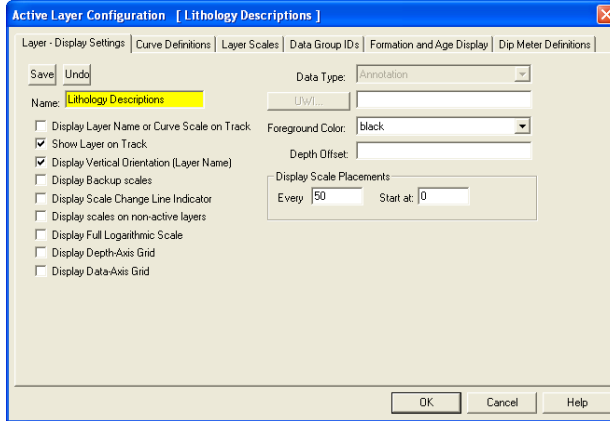 Active Layer Configuration [ Lithology Descriptions ]
Layer - Display Settings Curve Definitions Layer Scales Data Group IDs Formation and Age Display Dip Meter Definitions
Save Undo
Data Type: Annotation
Name: Lithology Descriptions
UWI...
Display Layer Name or Curve Scale on Track
Foreground Color: black
Show Layer on Track
Depth Offset:
Display Vertical Orientation (Layer Name)
Display Backup scales
Display Scale Placements
Display Scale Change Line Indicator
Every 50 Start at: 0
Display scales on non-active layers
Display Full Logarithmic Scale
Display Depth-Axis Grid
Display Data-Axis Grid
OK Cancel Help